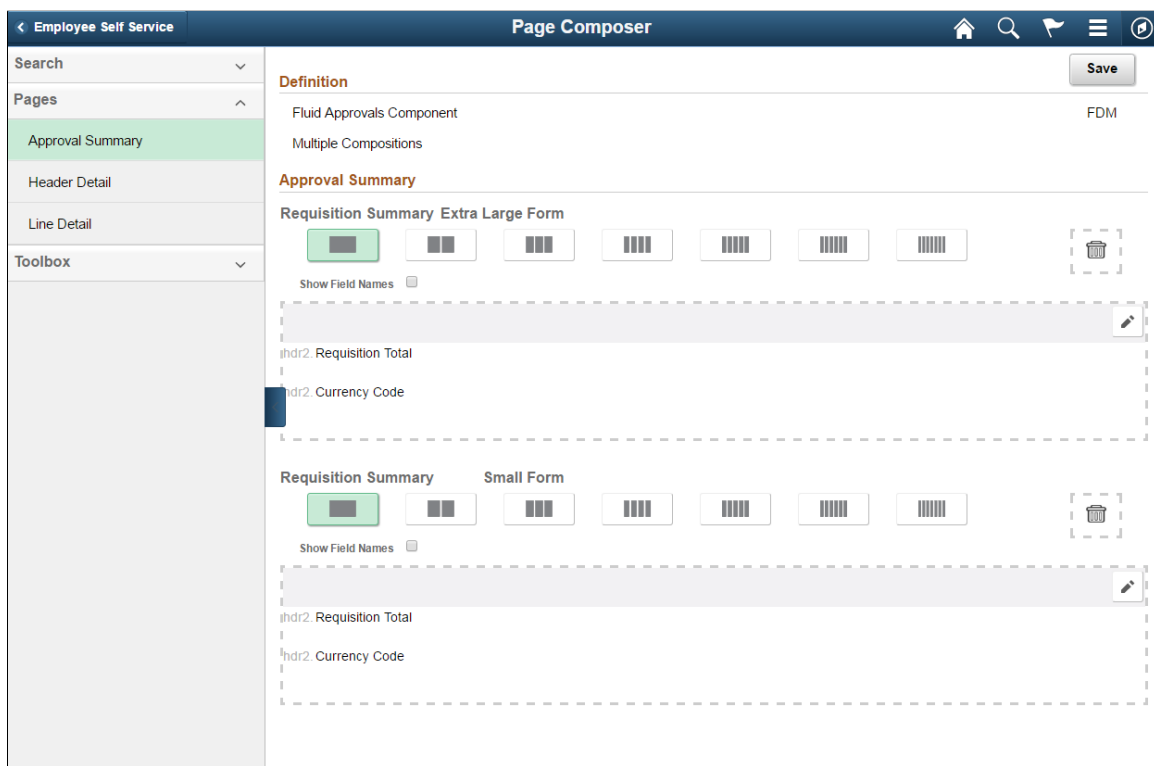 Employee Self Service
Page Composer
Search
Pages
Approval Summary
Header Detail
Line Detail
Toolbox
Save
Definition
Fluid Approvals Component
FDM
Multiple Compositions
Approval Summary
Requisition Summary Extra Large Form
Show Field Names
hdr2. Requisition Total
hdr2. Currency Code
Requisition Summary Small Form
Show Field Names
hdr2. Requisition Total
hdr2. Currency Code